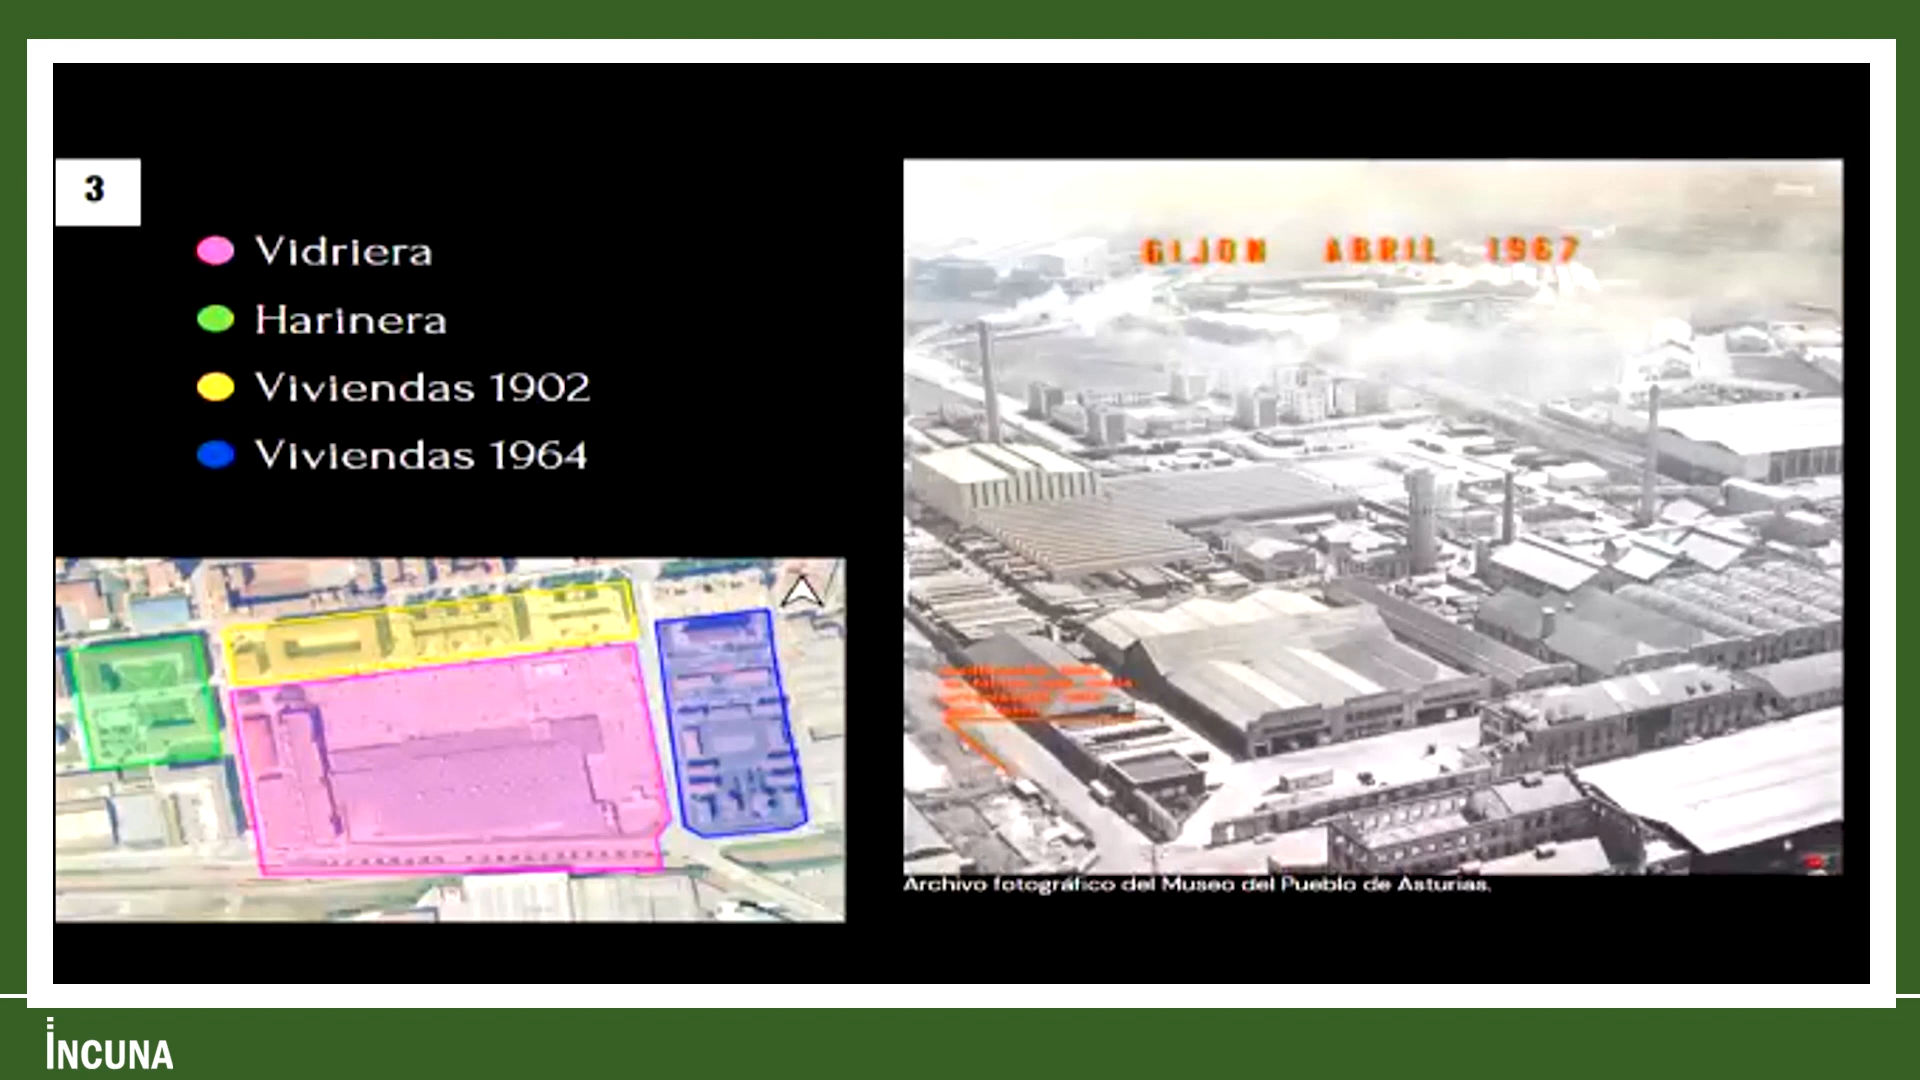 3
Vidriera
Harinera
Viviendas 1902
Viviendas 1964
GIJON ABRIL 1967
Archivo fotográfico del Museo del Pueblo de Asturias.
INCUNA